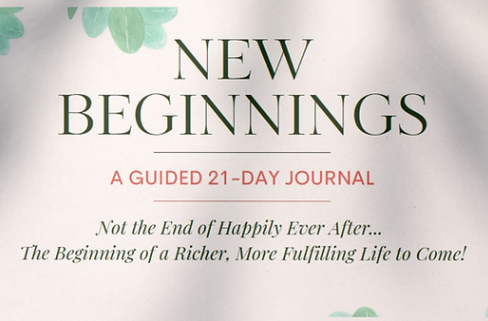 NEW
BEGINNINGS
A GUIDED 21-DAY JOURNAL
Not the End of Happily Ever After...
The Beginning of a Richer, More Fulfilling Life to Come!